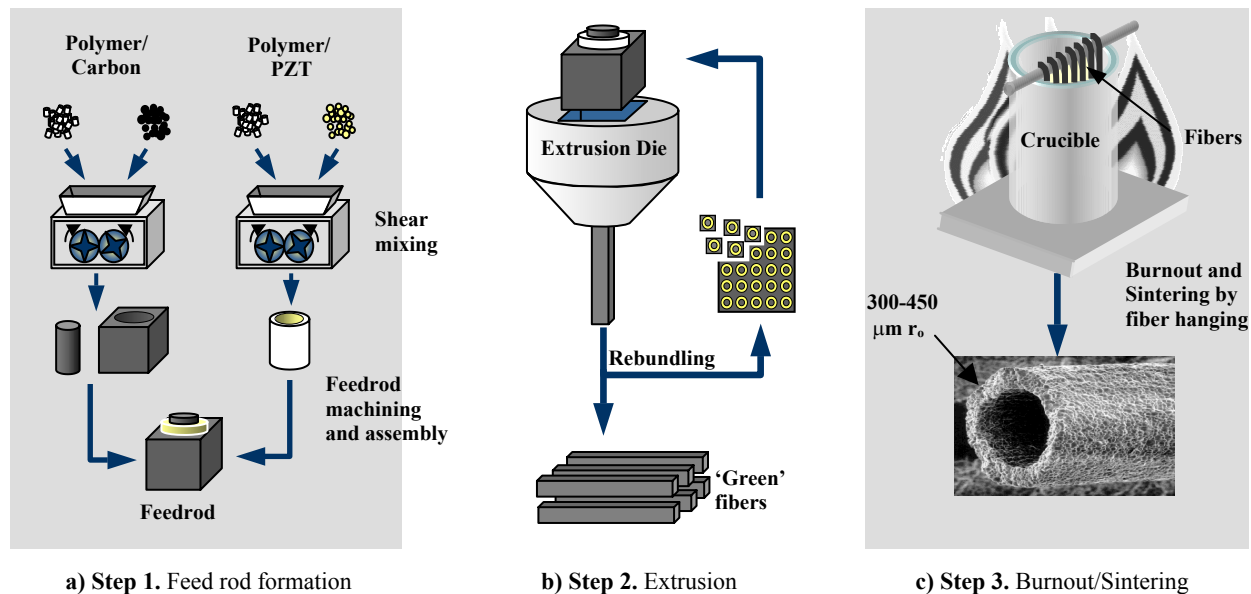 Polymer/
Carbon
Polymer/
PZT
Shear
mixing
Feedrod
machining
and assembly
Feedrod
a) Step 1. Feed rod formation
Extrusion Die
Rebundling
‘Green’
fibers
b) Step 2. Extrusion
Crucible
Fibers
Burnout and
Sintering by
fiber hanging
300-450
μm rₒ
c) Step 3. Burnout/Sintering